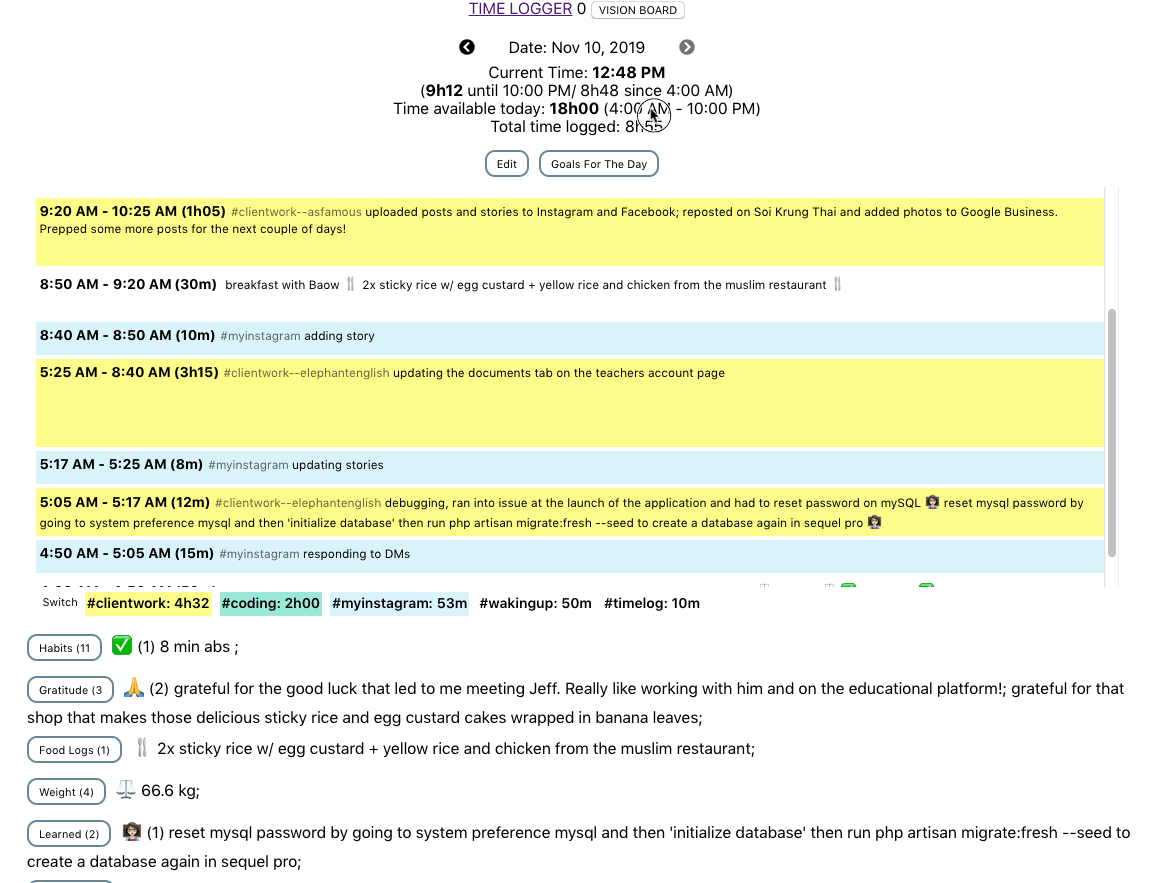 TIME LOGGER 0 VISION BOARD
Date: Nov 10, 2019
Current Time: 12:48 PM
(9h12 until 10:00 PM/ 8h48 since 4:00 AM)
Time available today: 18h00 (4:00 AM - 10:00 PM)
Total time logged: 8h55
Edit Goals For The Day
9:20 AM - 10:25 AM (1h05) #clientwork--asfamous uploaded posts and stories to Instagram and Facebook; reposted on Soi Krung Thai and added photos to Google Business.
Prepped some more posts for the next couple of days!
8:50 AM - 9:20 AM (30m) breakfast with Baow 🍴 2x sticky rice w/ egg custard + yellow rice and chicken from the muslim restaurant 🍴
8:40 AM - 8:50 AM (10m) #myinstagram adding story
5:25 AM - 8:40 AM (3h15) #clientwork--elephantenglish updating the documents tab on the teachers account page
5:17 AM - 5:25 AM (8m) #myinstagram updating stories
5:05 AM - 5:17 AM (12m) #clientwork--elephantenglish debugging, ran into issue at the launch of the application and had to reset password on mySQL 👩🏻‍🏫 reset mysql password by
going to system preference mysql and then 'initialize database' then run php artisan migrate:fresh --seed to create a database again in sequel pro 👩🏻‍🏫
4:50 AM - 5:05 AM (15m) #myinstagram responding to DMs
Switch #clientwork: 4h32 #coding: 2h00 #myinstagram: 53m #wakingup: 50m #timelog: 10m
Habits (11 ✅ (1) 8 min abs ;
Gratitude (3 🙏 (2) grateful for the good luck that led to me meeting Jeff. Really like working with him and on the educational platform!; grateful for that
shop that makes those delicious sticky rice and egg custard cakes wrapped in banana leaves;
Food Logs (1) 🍴 2x sticky rice w/ egg custard + yellow rice and chicken from the muslim restaurant;
Weight (4) ⚖️ 66.6 kg;
Learned (2) 👩🏻‍🏫 (1) reset mysql password by going to system preference mysql and then 'initialize database' then run php artisan migrate:fresh --seed to
create a database again in sequel pro;